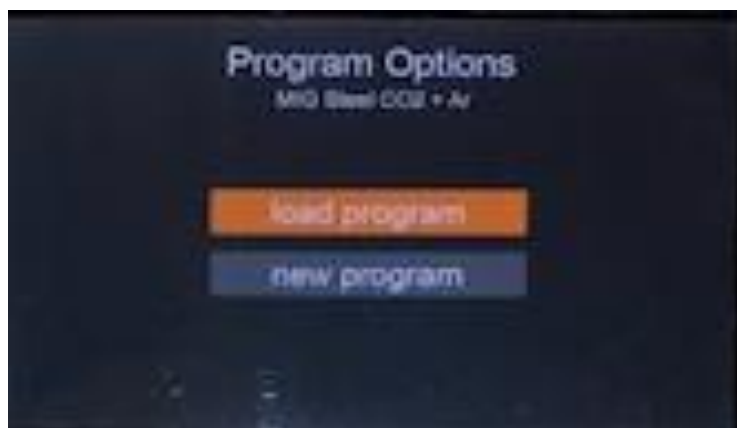 Program Options
MIG Steel CO2 + Ar
load program
new program